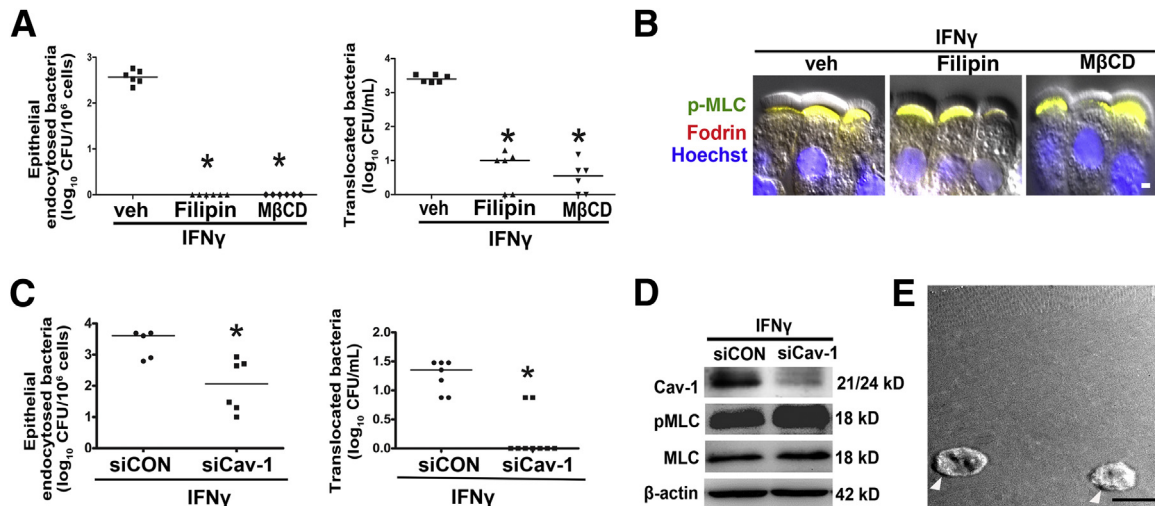 A
Epithelial
endocytosed bacteria
(log10 CFU/10⁶ cells)
3
2
1
0
veh
Filipin
MβCD
*
*
IFNγ
Translocated bacteria
(log10 CFU/mL)
4
3
2
1
0
veh
Filipin
MβCD
*
*
IFNγ
B
IFNγ
veh
Filipin
MβCD
p-MLC
Fodrin
Hoechst
C
Epithelial
endocytosed bacteria
(log10 CFU/10⁶ cells)
4
3
2
1
0
*
siCON
siCav-1
IFNγ
Translocated bacteria
(log10 CFU/mL)
2.0
1.5
1.0
0.5
0.0
*
siCON
siCav-1
IFNγ
D
IFNγ
siCON siCav-1
Cav-1 21/24 kD
pMLC 18 kD
MLC 18 kD
β-actin 42 kD
E